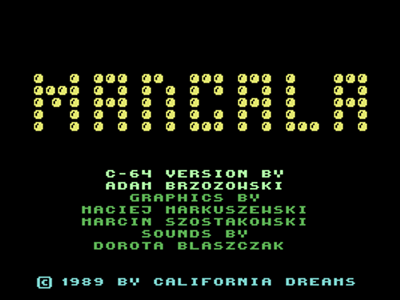 MANCALA
C-64 VERSION BY
ADAM BRZOZOWSKI
GRAPHICS BY
MACIEJ MARKUSZEWSKI
MARCIN SZOSTAKOWSKI
SOUNDS BY
DOROTA BLASZCZAK
© 1989 BY CALIFORNIA DREAMS